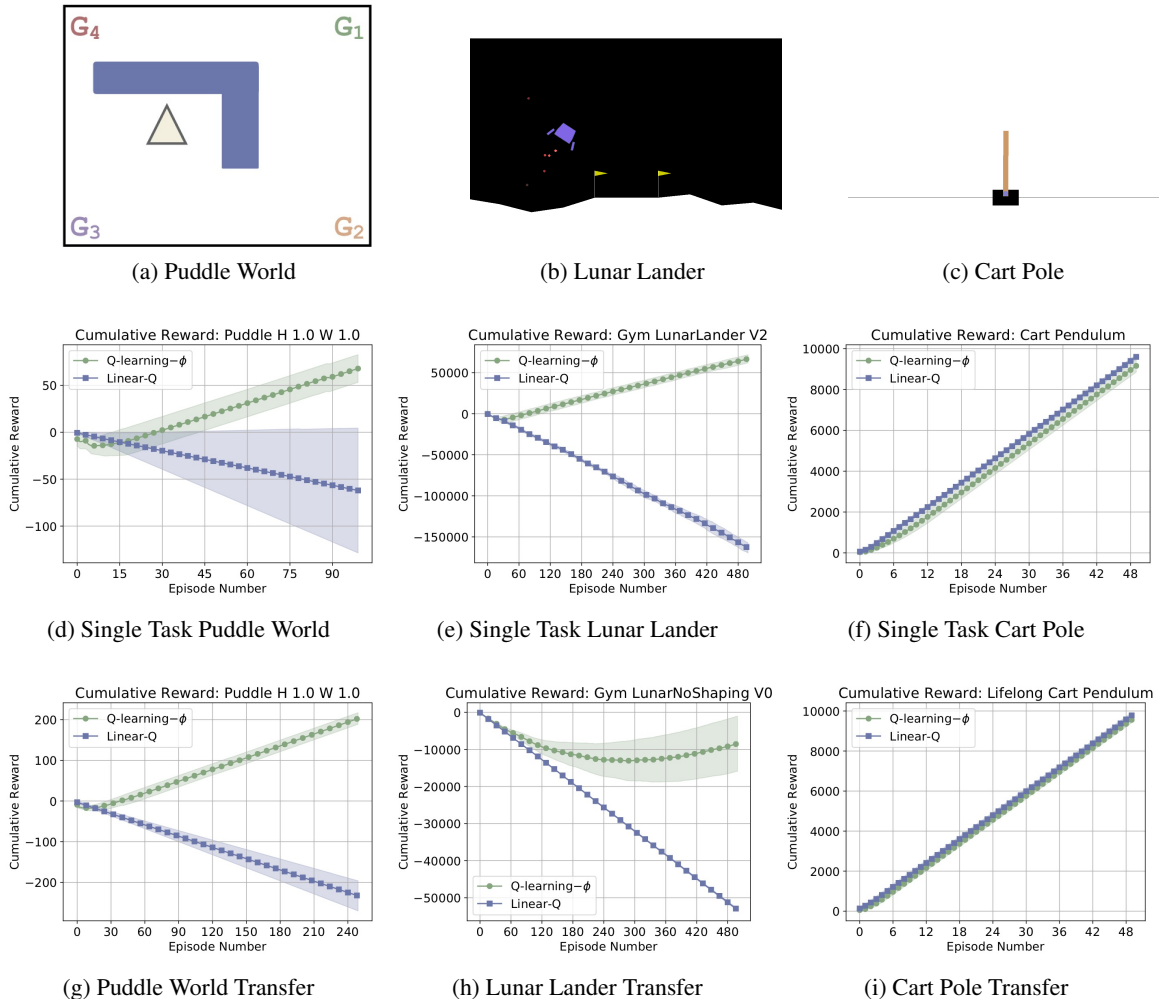 G4 G1
G3 G2
(a) Puddle World
(b) Lunar Lander
(c) Cart Pole
Cumulative Reward: Puddle H 1.0 W 1.0
Q-learning−ϕ
Linear-Q
Cumulative Reward
50
0
−50
−100
0 15 30 45 60 75 90
Episode Number
(d) Single Task Puddle World
Cumulative Reward: Gym LunarLander V2
Q-learning−ϕ
Linear-Q
Cumulative Reward
50000
0
−50000
−100000
−150000
0 60 120 180 240 300 360 420 480
Episode Number
(e) Single Task Lunar Lander
Cumulative Reward: Cart Pendulum
Q-learning−ϕ
Linear-Q
Cumulative Reward
10000
8000
6000
4000
2000
0
0 6 12 18 24 30 36 42 48
Episode Number
(f) Single Task Cart Pole
Cumulative Reward: Puddle H 1.0 W 1.0
Q-learning−ϕ
Linear-Q
Cumulative Reward
200
100
0
−100
−200
0 30 60 90 120 150 180 210 240
Episode Number
(g) Puddle World Transfer
Cumulative Reward: Gym LunarNoShaping V0
Q-learning−ϕ
Linear-Q
Cumulative Reward
0
−10000
−20000
−30000
−40000
−50000
0 60 120 180 240 300 360 420 480
Episode Number
(h) Lunar Lander Transfer
Cumulative Reward: Lifelong Cart Pendulum
Q-learning−ϕ
Linear-Q
Cumulative Reward
10000
8000
6000
4000
2000
0
0 6 12 18 24 30 36 42 48
Episode Number
(i) Cart Pole Transfer